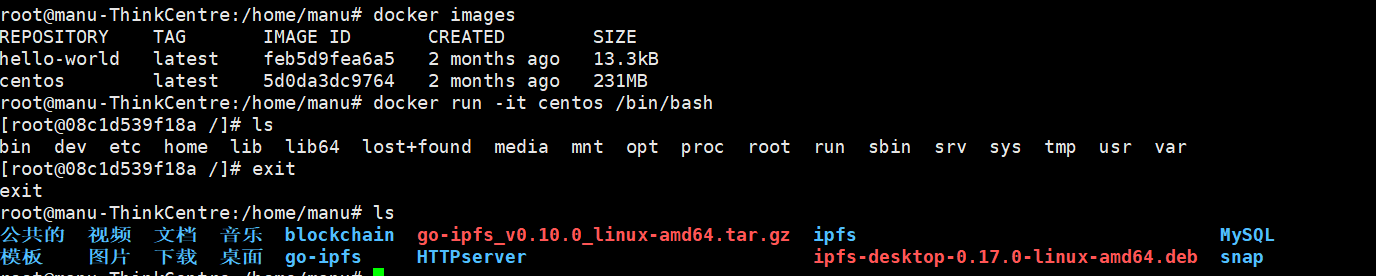 root@manu-ThinkCentre:/home/manu# docker images
REPOSITORY    TAG       IMAGE ID       CREATED        SIZE
hello-world   latest    feb5d9fea6a5   2 months ago   13.3kB
centos        latest    5d0da3dc9764   2 months ago   231MB
root@manu-ThinkCentre:/home/manu# docker run -it centos /bin/bash
[root@08c1d539f18a /]# ls
bin  dev  etc  home  lib  lib64  lost+found  media  mnt  opt  proc  root  run  sbin  srv  sys  tmp  usr  var
[root@08c1d539f18a /]# exit
exit
root@manu-ThinkCentre:/home/manu# ls
公共的  视频  文档  音乐  blockchain  go-ipfs_v0.10.0_linux-amd64.tar.gz  ipfs  MySQL
模板  图片  下载  桌面  go-ipfs  HTTPserver  ipfs-desktop-0.17.0-linux-amd64.deb  snap
root@manu-ThinkCentre:/home/manu#